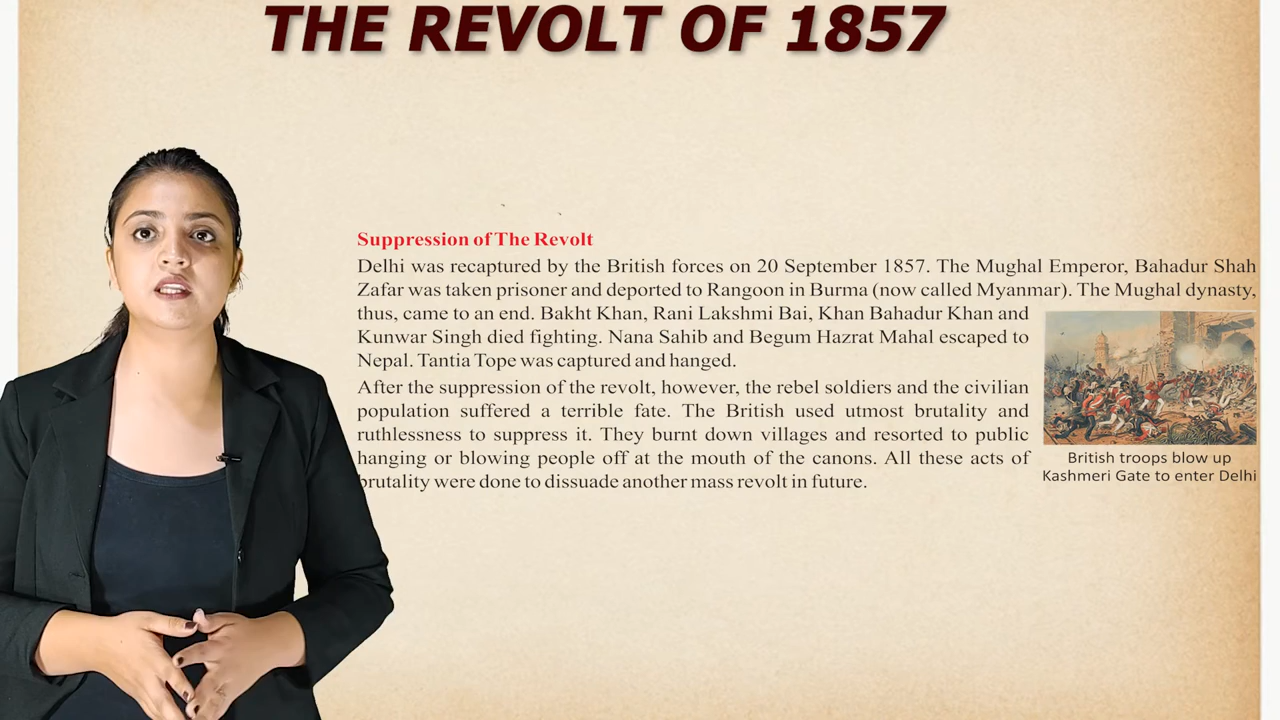 THE REVOLT OF 1857
Suppression of The Revolt
Delhi was recaptured by the British forces on 20 September 1857. The Mughal Emperor, Bahadur Shah
Zafar was taken prisoner and deported to Rangoon in Burma (now called Myanmar). The Mughal dynasty,
thus, came to an end. Bakht Khan, Rani Lakshmi Bai, Khan Bahadur Khan and
Kunwar Singh died fighting. Nana Sahib and Begum Hazrat Mahal escaped to
Nepal. Tantia Tope was captured and hanged.
After the suppression of the revolt, however, the rebel soldiers and the civilian
population suffered a terrible fate. The British used utmost brutality and
ruthlessness to suppress it. They burnt down villages and resorted to public
hanging or blowing people off at the mouth of the canons. All these acts of
brutality were done to dissuade another mass revolt in future.
British troops blow up
Kashmeri Gate to enter Delhi